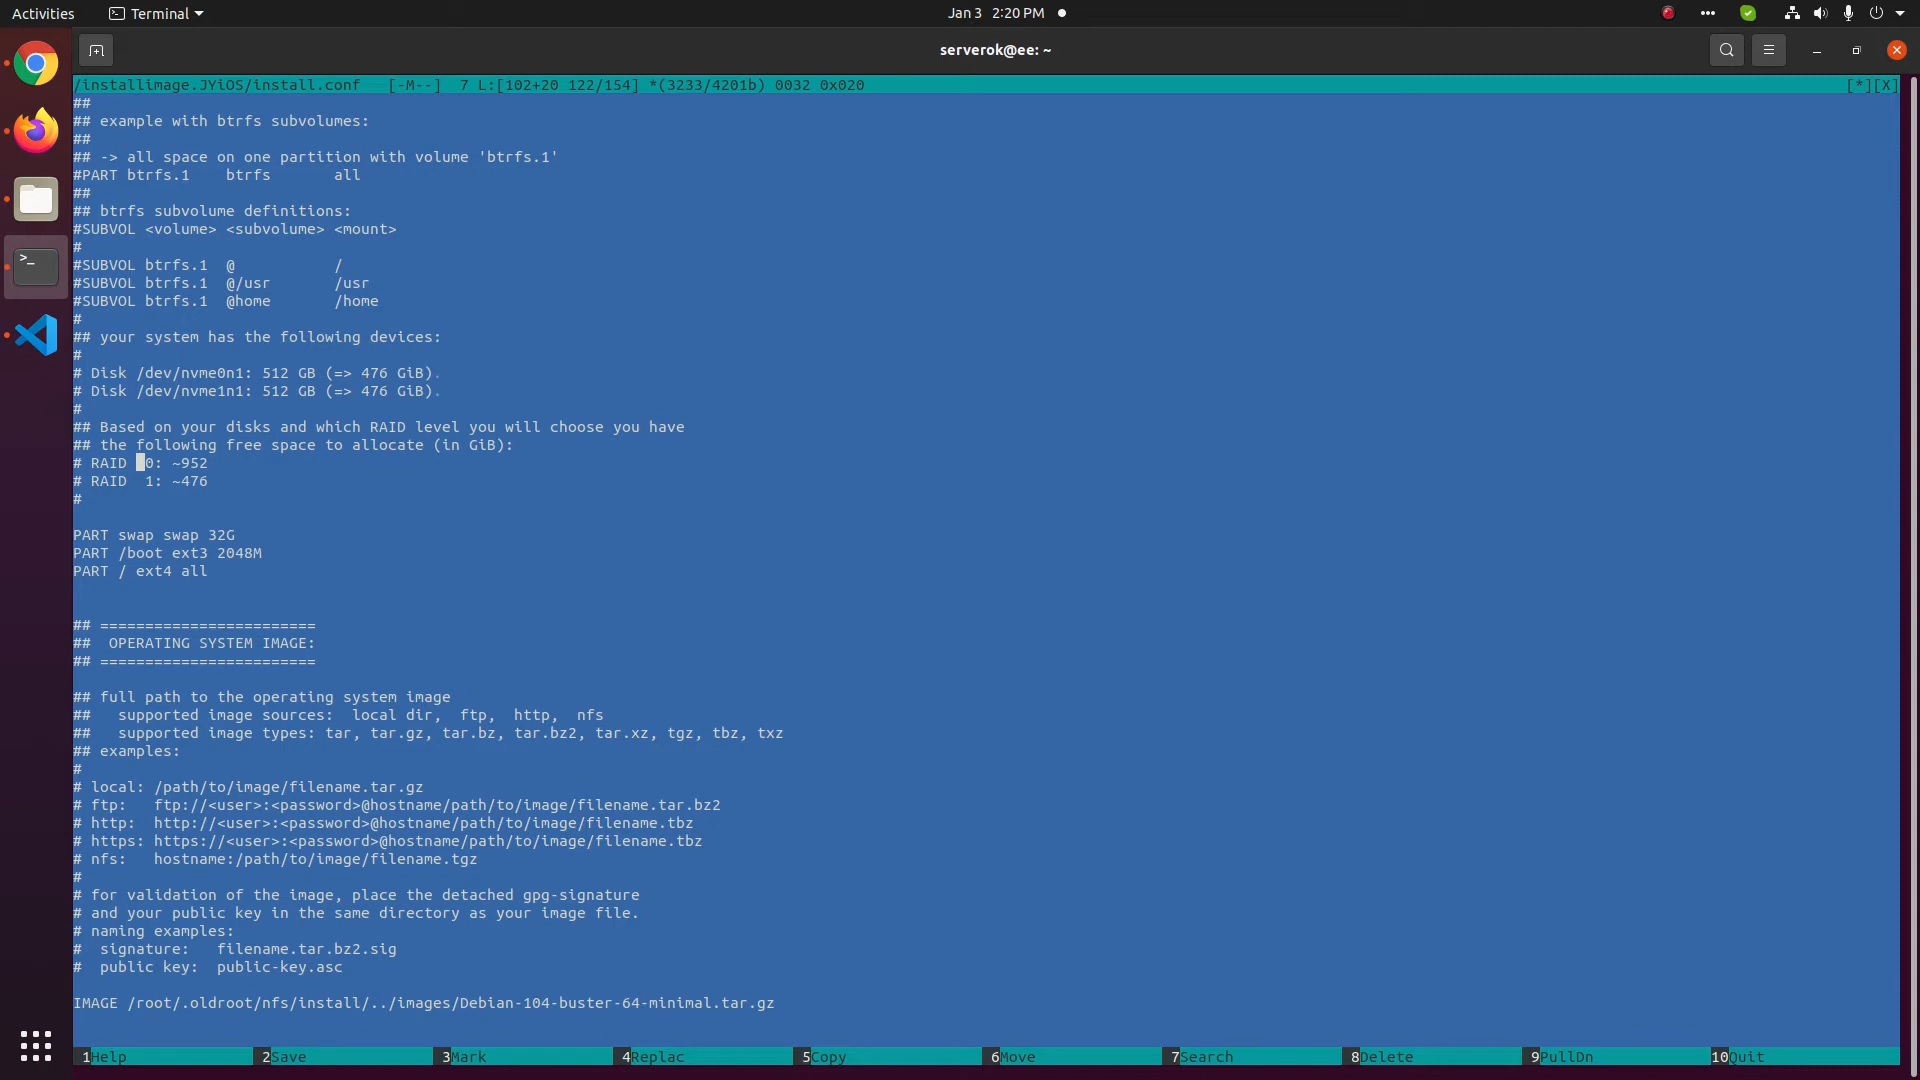 Activities Terminal Jan 3 2:20 PM
serverok@ee: ~
/installimage.JYiOS/install.conf [-M--] 7 L:[102+20 122/154] *(3233/4201b) 0032 0x020 [*][X]
##
## example with btrfs subvolumes:
##
## -> all space on one partition with volume 'btrfs.1'
#PART btrfs.1 btrfs all
##
## btrfs subvolume definitions:
#SUBVOL <volume> <subvolume> <mount>
#
#SUBVOL btrfs.1 @ /
#SUBVOL btrfs.1 @/usr /usr
#SUBVOL btrfs.1 @home /home
#
## your system has the following devices:
#
# Disk /dev/nvme0n1: 512 GB (=> 476 GiB).
# Disk /dev/nvme1n1: 512 GB (=> 476 GiB).
#
## Based on your disks and which RAID level you will choose you have
## the following free space to allocate (in GiB):
# RAID 0: ~952
# RAID 1: ~476
#
PART swap swap 32G
PART /boot ext3 2048M
PART / ext4 all
## ========================
## OPERATING SYSTEM IMAGE:
## ========================
## full path to the operating system image
## supported image sources: local dir, ftp, http, nfs
## supported image types: tar, tar.gz, tar.bz, tar.bz2, tar.xz, tgz, tbz, txz
## examples:
#
# local: /path/to/image/filename.tar.gz
# ftp: ftp://<user>:<password>@hostname/path/to/image/filename.tar.bz2
# http: http://<user>:<password>@hostname/path/to/image/filename.tbz
# https: https://<user>:<password>@hostname/path/to/image/filename.tbz
# nfs: hostname:/path/to/image/filename.tgz
#
# for validation of the image, place the detached gpg-signature
# and your public key in the same directory as your image file.
# naming examples:
# signature: filename.tar.bz2.sig
# public key: public-key.asc
IMAGE /root/.oldroot/nfs/install/../images/Debian-104-buster-64-minimal.tar.gz
1Help 2Save 3Mark 4Replac 5Copy 6Move 7Search 8Delete 9PullDn 10Quit